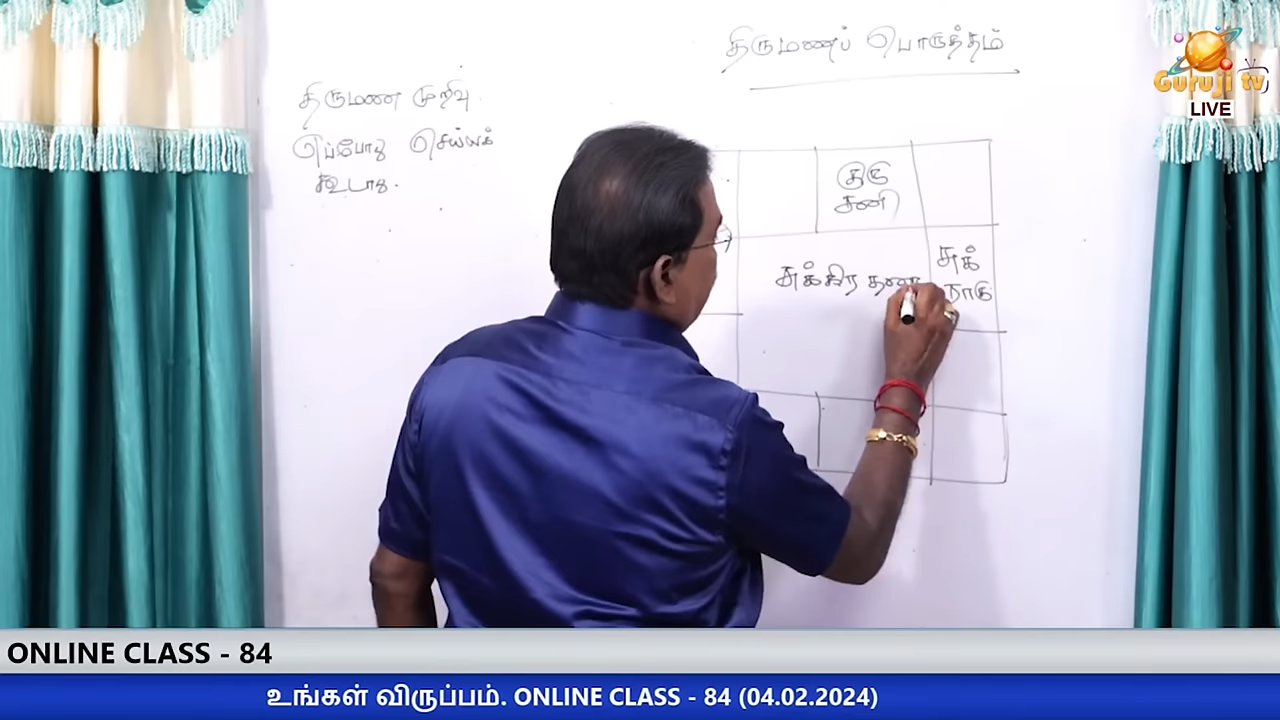 திருமணப் பொருத்தம்
Guruji tv
LIVE
திருமண முறிவு
எப்போது செய்யக்
கூடாது.
குரு
சனி
சுக்
ராகு
சுக்கிர
ONLINE CLASS - 84
உங்கள் விருப்பம். ONLINE CLASS - 84 (04.02.2024)